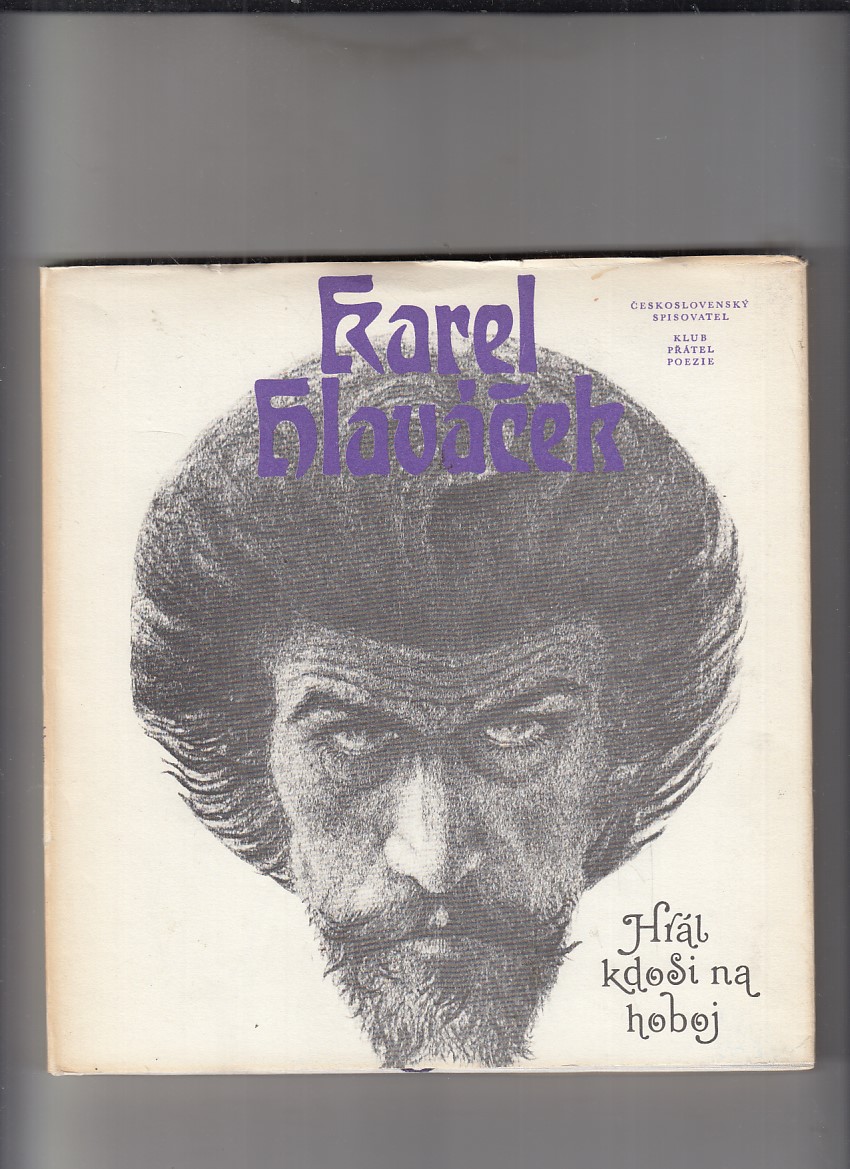 Karel
Hlaváček
ČESKOSLOVENSKÝ
SPISOVATEL
KLUB
PŘÁTEL
POEZIE
Hrál
kdosi na
hoboj